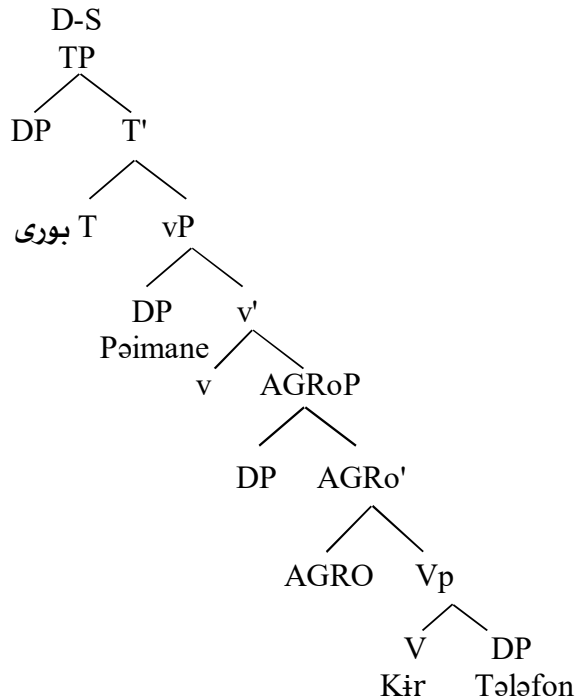 D-S
TP
DP T'
بوری T vP
DP v'
Pəimane
v AGRoP
DP AGRo'
AGRO Vp
V DP
Kɨr Tələfon